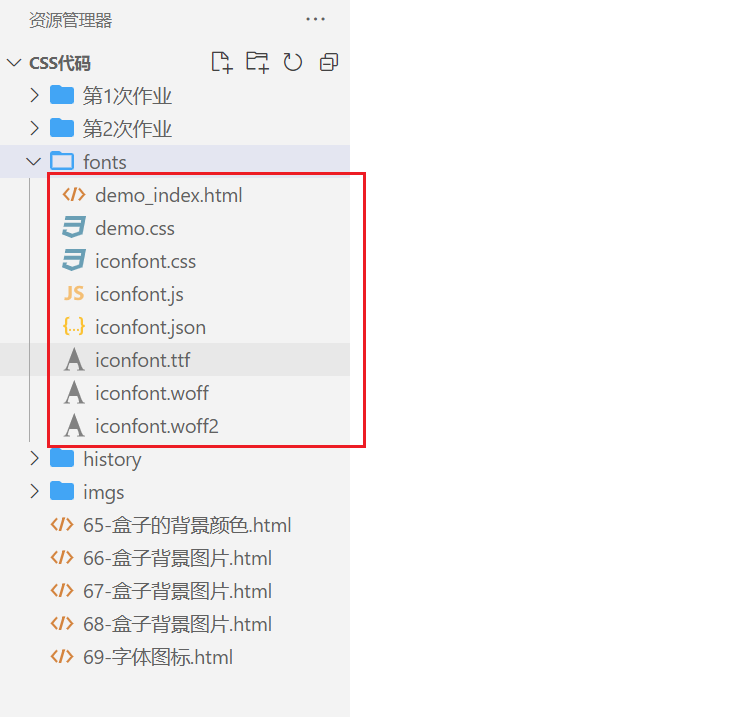 资源管理器 ···
CSS代码
第1次作业
第2次作业
fonts
demo_index.html
demo.css
iconfont.css
JS iconfont.js
{...} iconfont.json
iconfont.ttf
iconfont.woff
iconfont.woff2
history
imgs
65-盒子的背景颜色.html
66-盒子背景图片.html
67-盒子背景图片.html
68-盒子背景图片.html
69-字体图标.html